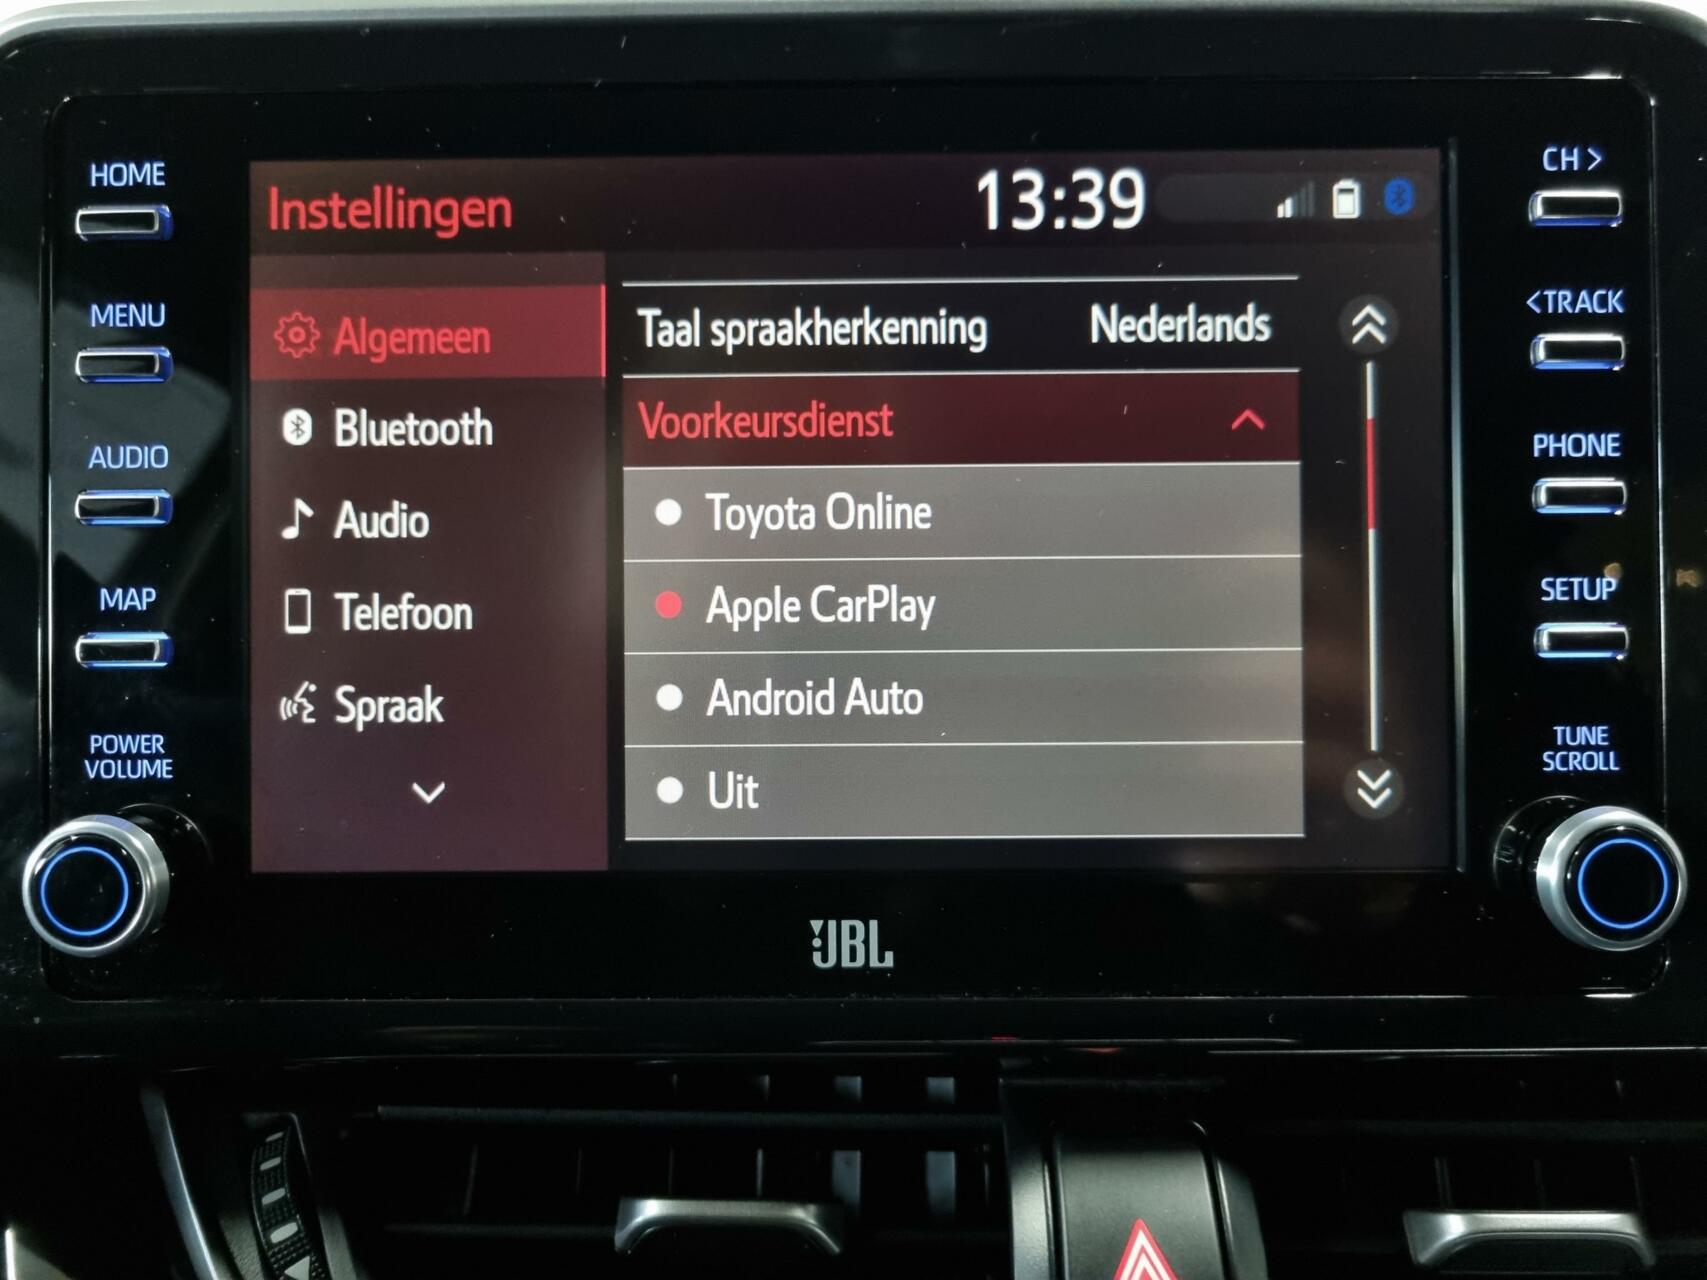 HOME
MENU
AUDIO
MAP
POWER
VOLUME
Instellingen
13:39
Algemeen
Bluetooth
Audio
Telefoon
Spraak
Taal spraakherkenning Nederlands
Voorkeursdienst
Toyota Online
Apple CarPlay
Android Auto
Uit
CH >
<TRACK
PHONE
SETUP
TUNE
SCROLL
JBL